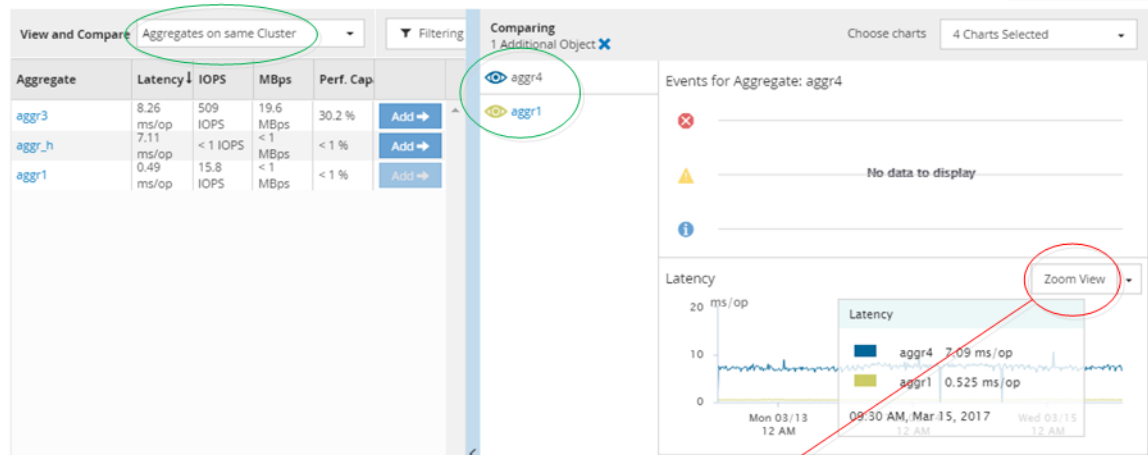 View and Compare Aggregates on same Cluster Filtering
Aggregate Latency IOPS MBps Perf. Cap
aggr3 8.26 ms/op 509 IOPS 19.6 MBps 30.2 % Add
aggr_h 7.11 ms/op < 1 IOPS < 1 MBps < 1 % Add
aggr1 0.49 ms/op 15.8 IOPS < 1 MBps < 1 % Add
Comparing
1 Additional Object
Choose charts 4 Charts Selected
aggr4
aggr1
Events for Aggregate: aggr4
No data to display
Latency Zoom View
20 ms/op
10
0
Latency
aggr4 7.09 ms/op
aggr1 0.525 ms/op
09:30 AM, Mar 15, 2017
Mon 03/13
12 AM
12 AM
Wed 03/15
12 AM